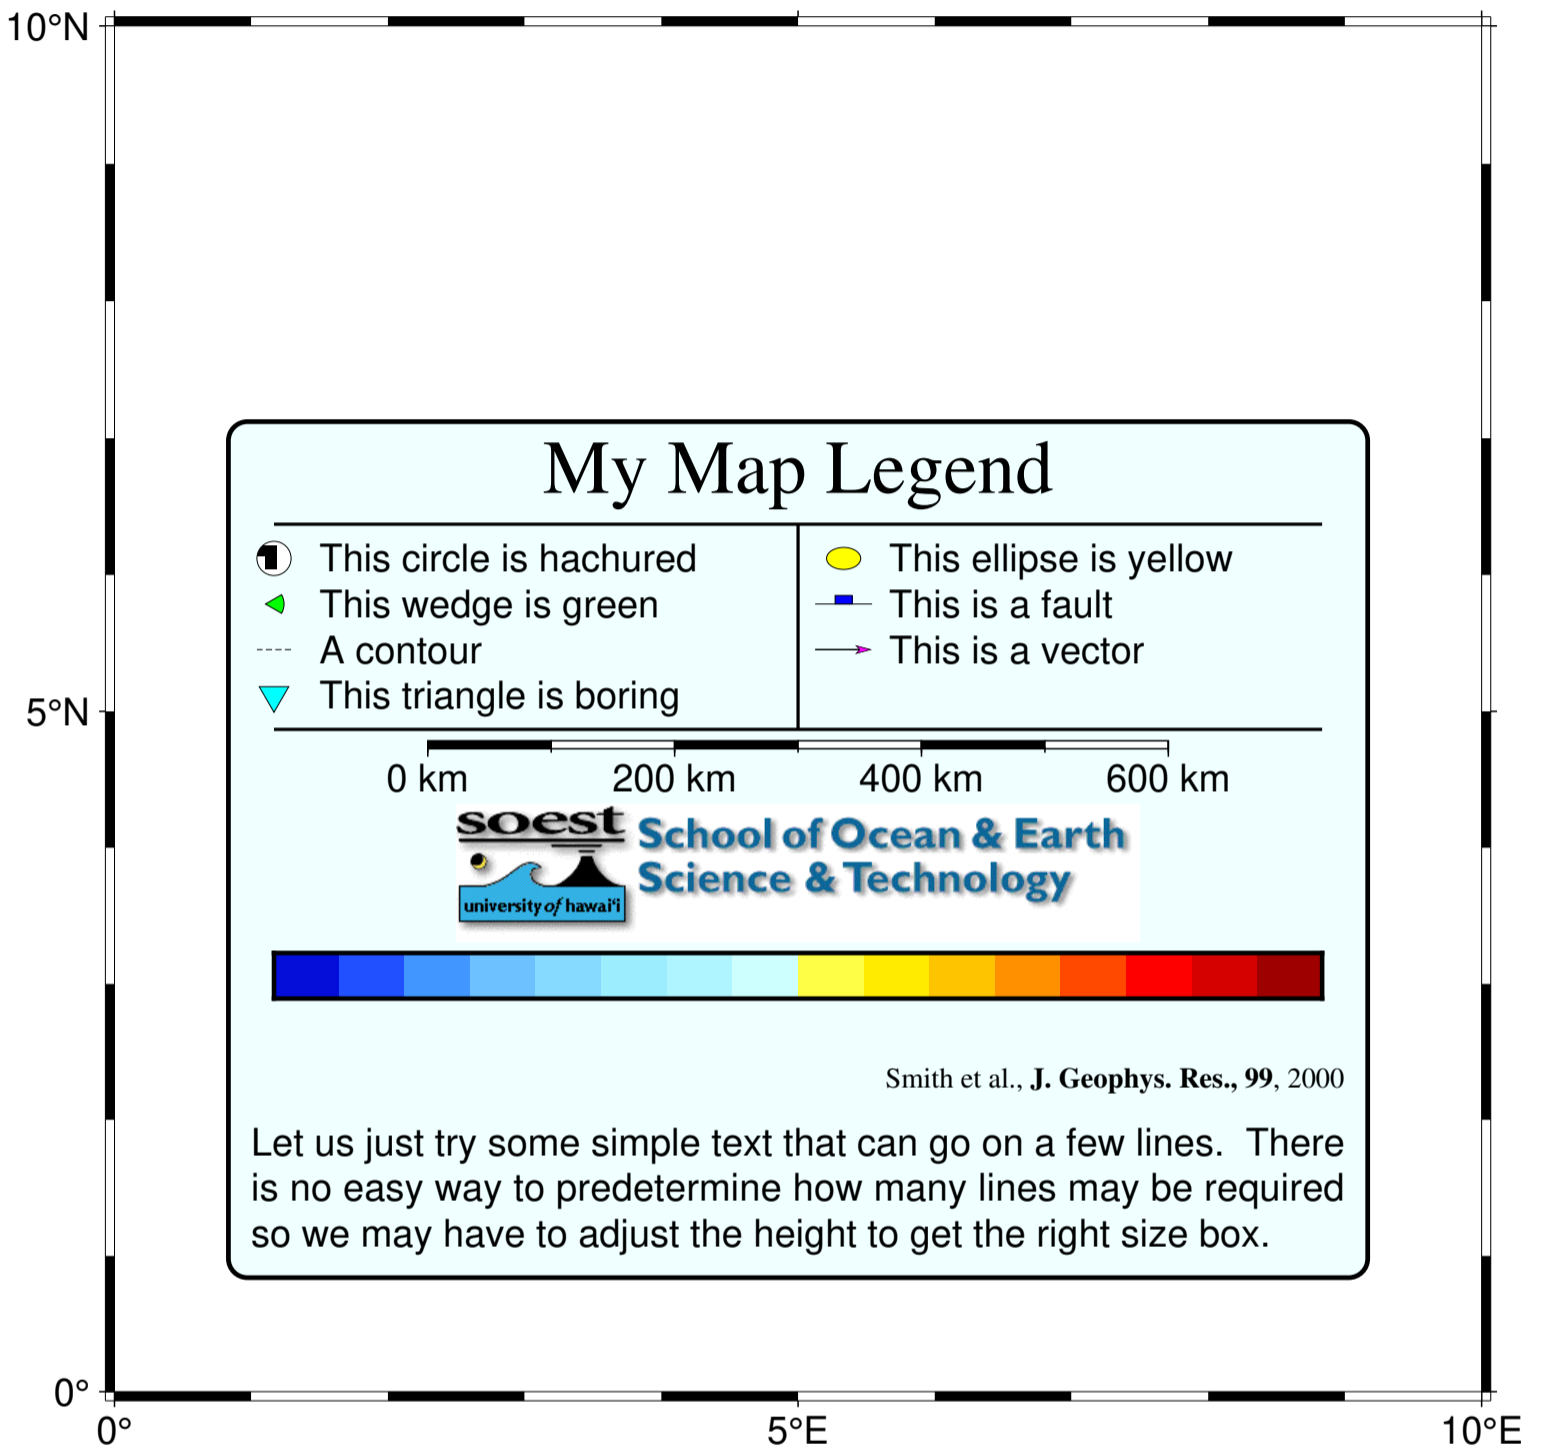 10°N
My Map Legend
This circle is hachured
This ellipse is yellow
This wedge is green
This is a fault
A contour
This is a vector
This triangle is boring
5°N
0 km 200 km 400 km 600 km
soest
School of Ocean & Earth
Science & Technology
university of hawai‘i
Smith et al., J. Geophys. Res., 99, 2000
Let us just try some simple text that can go on a few lines.  There
is no easy way to predetermine how many lines may be required
so we may have to adjust the height to get the right size box.
0°
0° 5°E 10°E